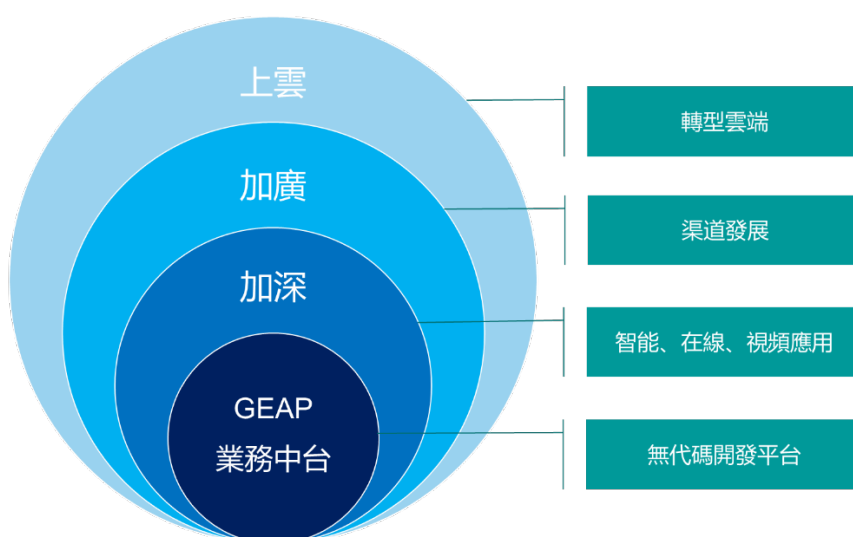 上雲
轉型雲端
加廣
渠道發展
加深
智能、在線、視頻應用
GEAP
業務中台
無代碼開發平台